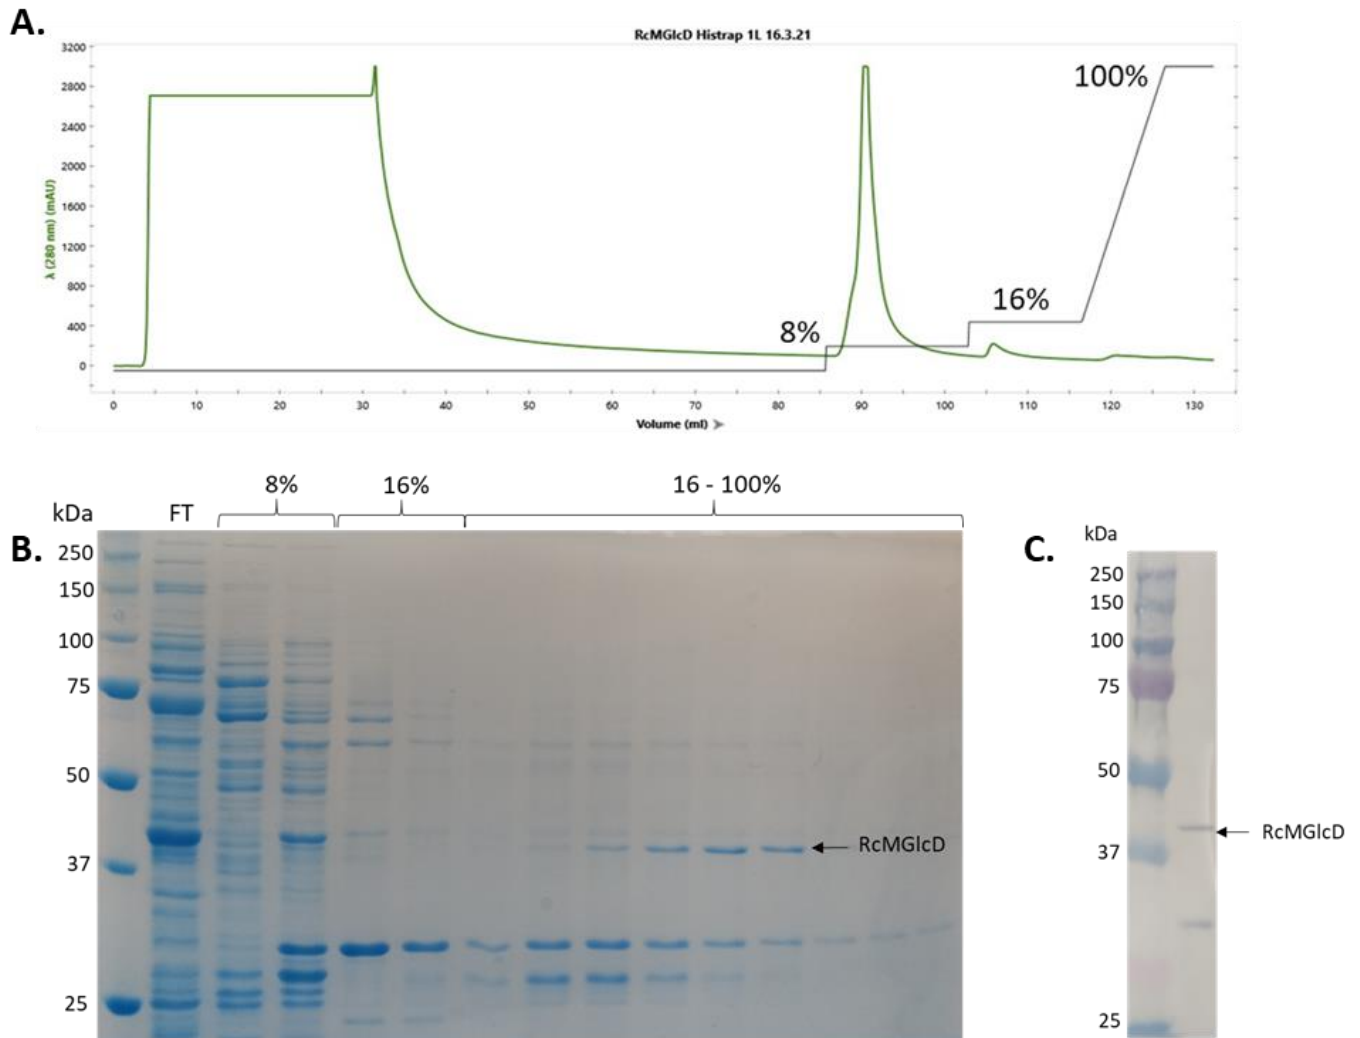 A.
RcMGlcD Histrap 1L 16.3.21
3200
2800
2400
2000
1600
1200
800
400
0
λ (280 nm) (mAU)
100%
16%
8%
0 10 20 30 40 50 60 70 80 90 100 110 120 130
Volume (ml)
8% 16% 16 - 100%
kDa FT
B.
250
150
100
75
50
37
25
RcMGlcD
C.
kDa
250
150
100
75
50
37
25
RcMGlcD